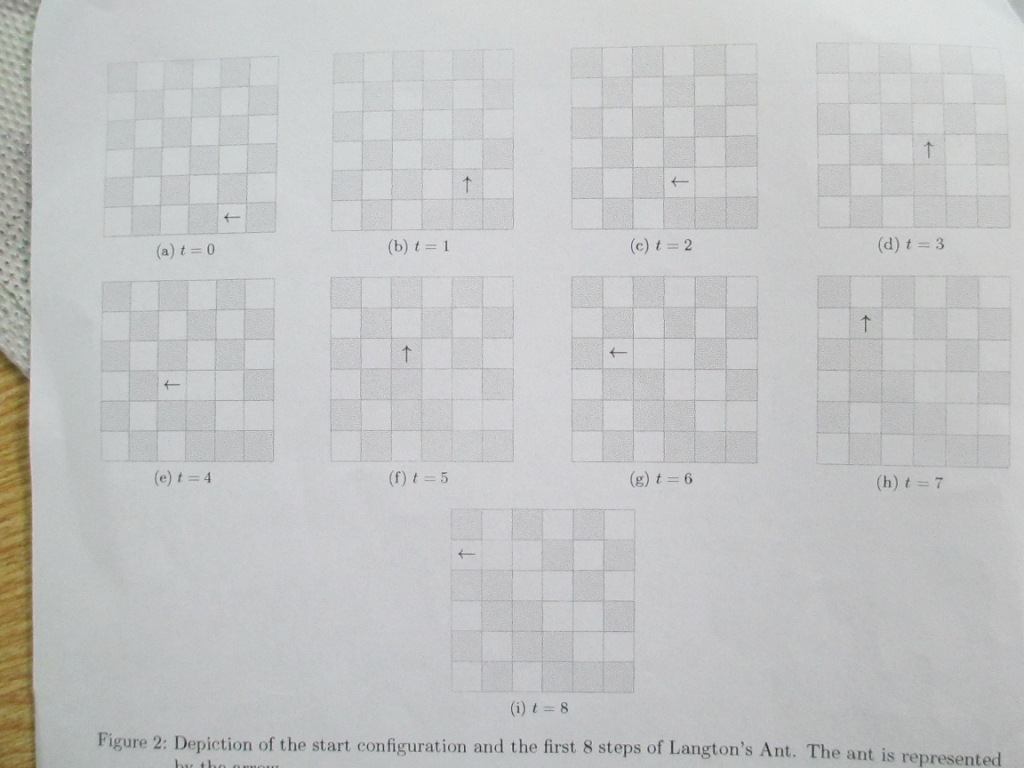 (a) t = 0
(b) t = 1
(c) t = 2
(d) t = 3
(e) t = 4
(f) t = 5
(g) t = 6
(h) t = 7
(i) t = 8
Figure 2: Depiction of the start configuration and the first 8 steps of Langton's Ant. The ant is represented
by the arrow